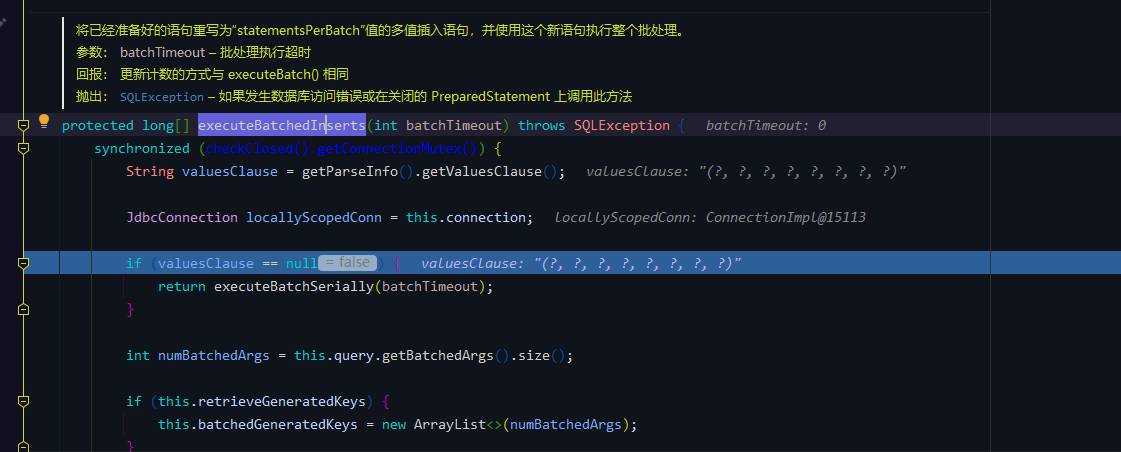 将已经准备好的语句重写为“statementsPerBatch”值的多值插入语句，并使用这个新语句执行整个批处理。
参数： batchTimeout – 批处理执行超时
回报： 更新计数的方式与 executeBatch() 相同
抛出： SQLException – 如果发生数据库访问错误或在关闭的 PreparedStatement 上调用此方法
protected long[] executeBatchedInserts(int batchTimeout) throws SQLException { batchTimeout: 0
synchronized (checkClosed().getConnectionMutex()) {
String valuesClause = getParseInfo().getValuesClause(); valuesClause: "(?, ?, ?, ?, ?, ?, ?, ?)"
JdbcConnection locallyScopedConn = this.connection; locallyScopedConn: ConnectionImpl@15113
if (valuesClause == null = false ) { valuesClause: "(?, ?, ?, ?, ?, ?, ?, ?)"
return executeBatchSerially(batchTimeout);
}
int numBatchedArgs = this.query.getBatchedArgs().size();
if (this.retrieveGeneratedKeys) {
this.batchedGeneratedKeys = new ArrayList<>(numBatchedArgs);
}